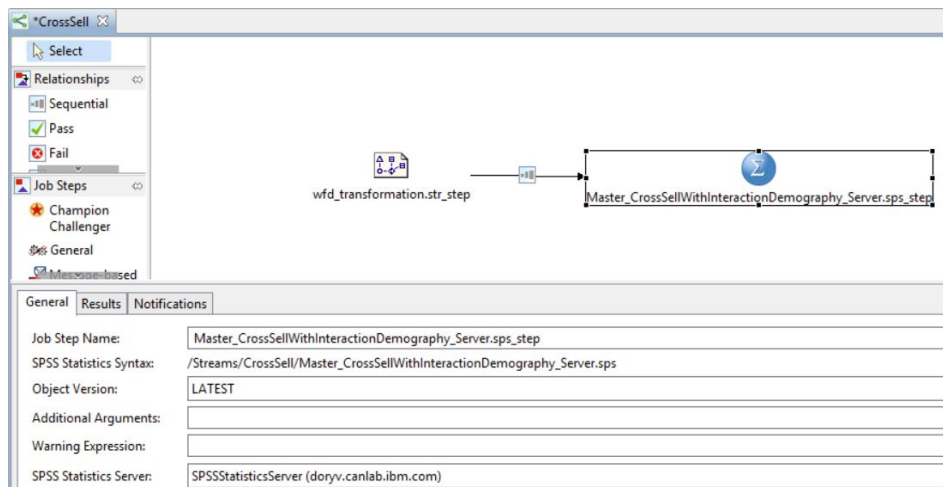 *CrossSell
Select
Relationships
Sequential
Pass
Fail
Job Steps
Champion
Challenger
General
Message-based
wfd_transformation.str_step
Master_CrossSellWithInteractionDemography_Server.sps_step
General Results Notifications
Job Step Name: Master_CrossSellWithInteractionDemography_Server.sps_step
SPSS Statistics Syntax: /Streams/CrossSell/Master_CrossSellWithInteractionDemography_Server.sps
Object Version: LATEST
Additional Arguments:
Warning Expression:
SPSS Statistics Server: SPSSStatisticsServer (doryv.canlab.ibm.com)